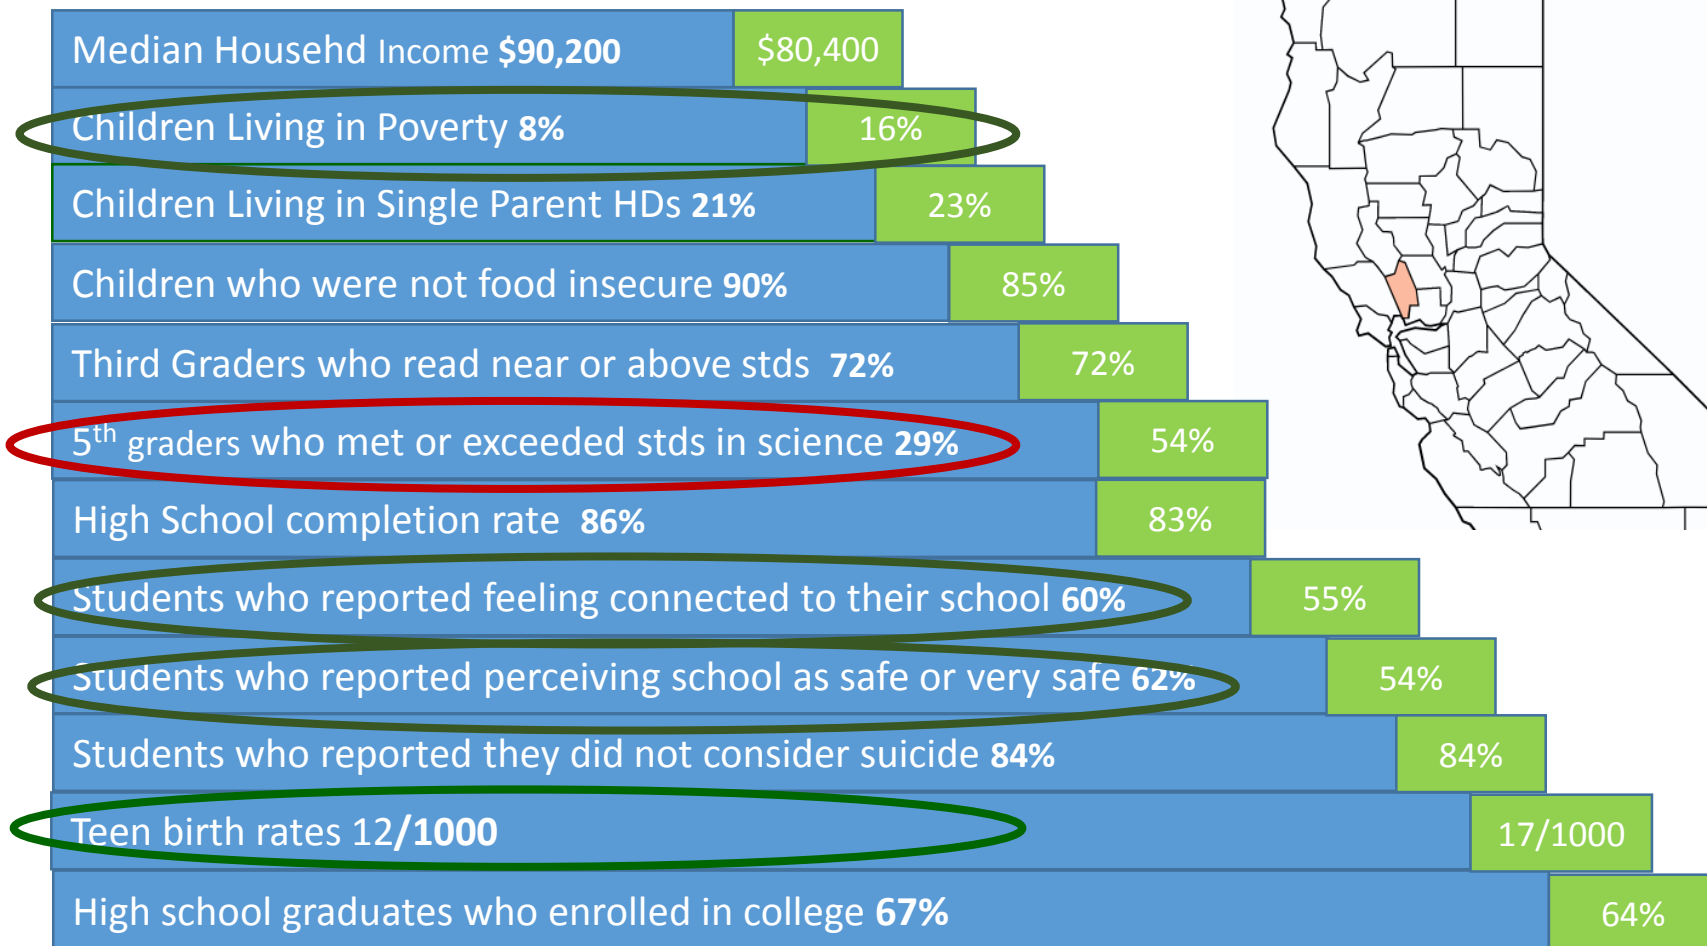 Median Househd Income $90,200 $80,400
Children Living in Poverty 8% 16%
Children Living in Single Parent HDs 21% 23%
Children who were not food insecure 90% 85%
Third Graders who read near or above stds 72% 72%
5th graders who met or exceeded stds in science 29% 54%
High School completion rate 86% 83%
Students who reported feeling connected to their school 60% 55%
Students who reported perceiving school as safe or very safe 62% 54%
Students who reported they did not consider suicide 84% 84%
Teen birth rates 12/1000 17/1000
High school graduates who enrolled in college 67% 64%